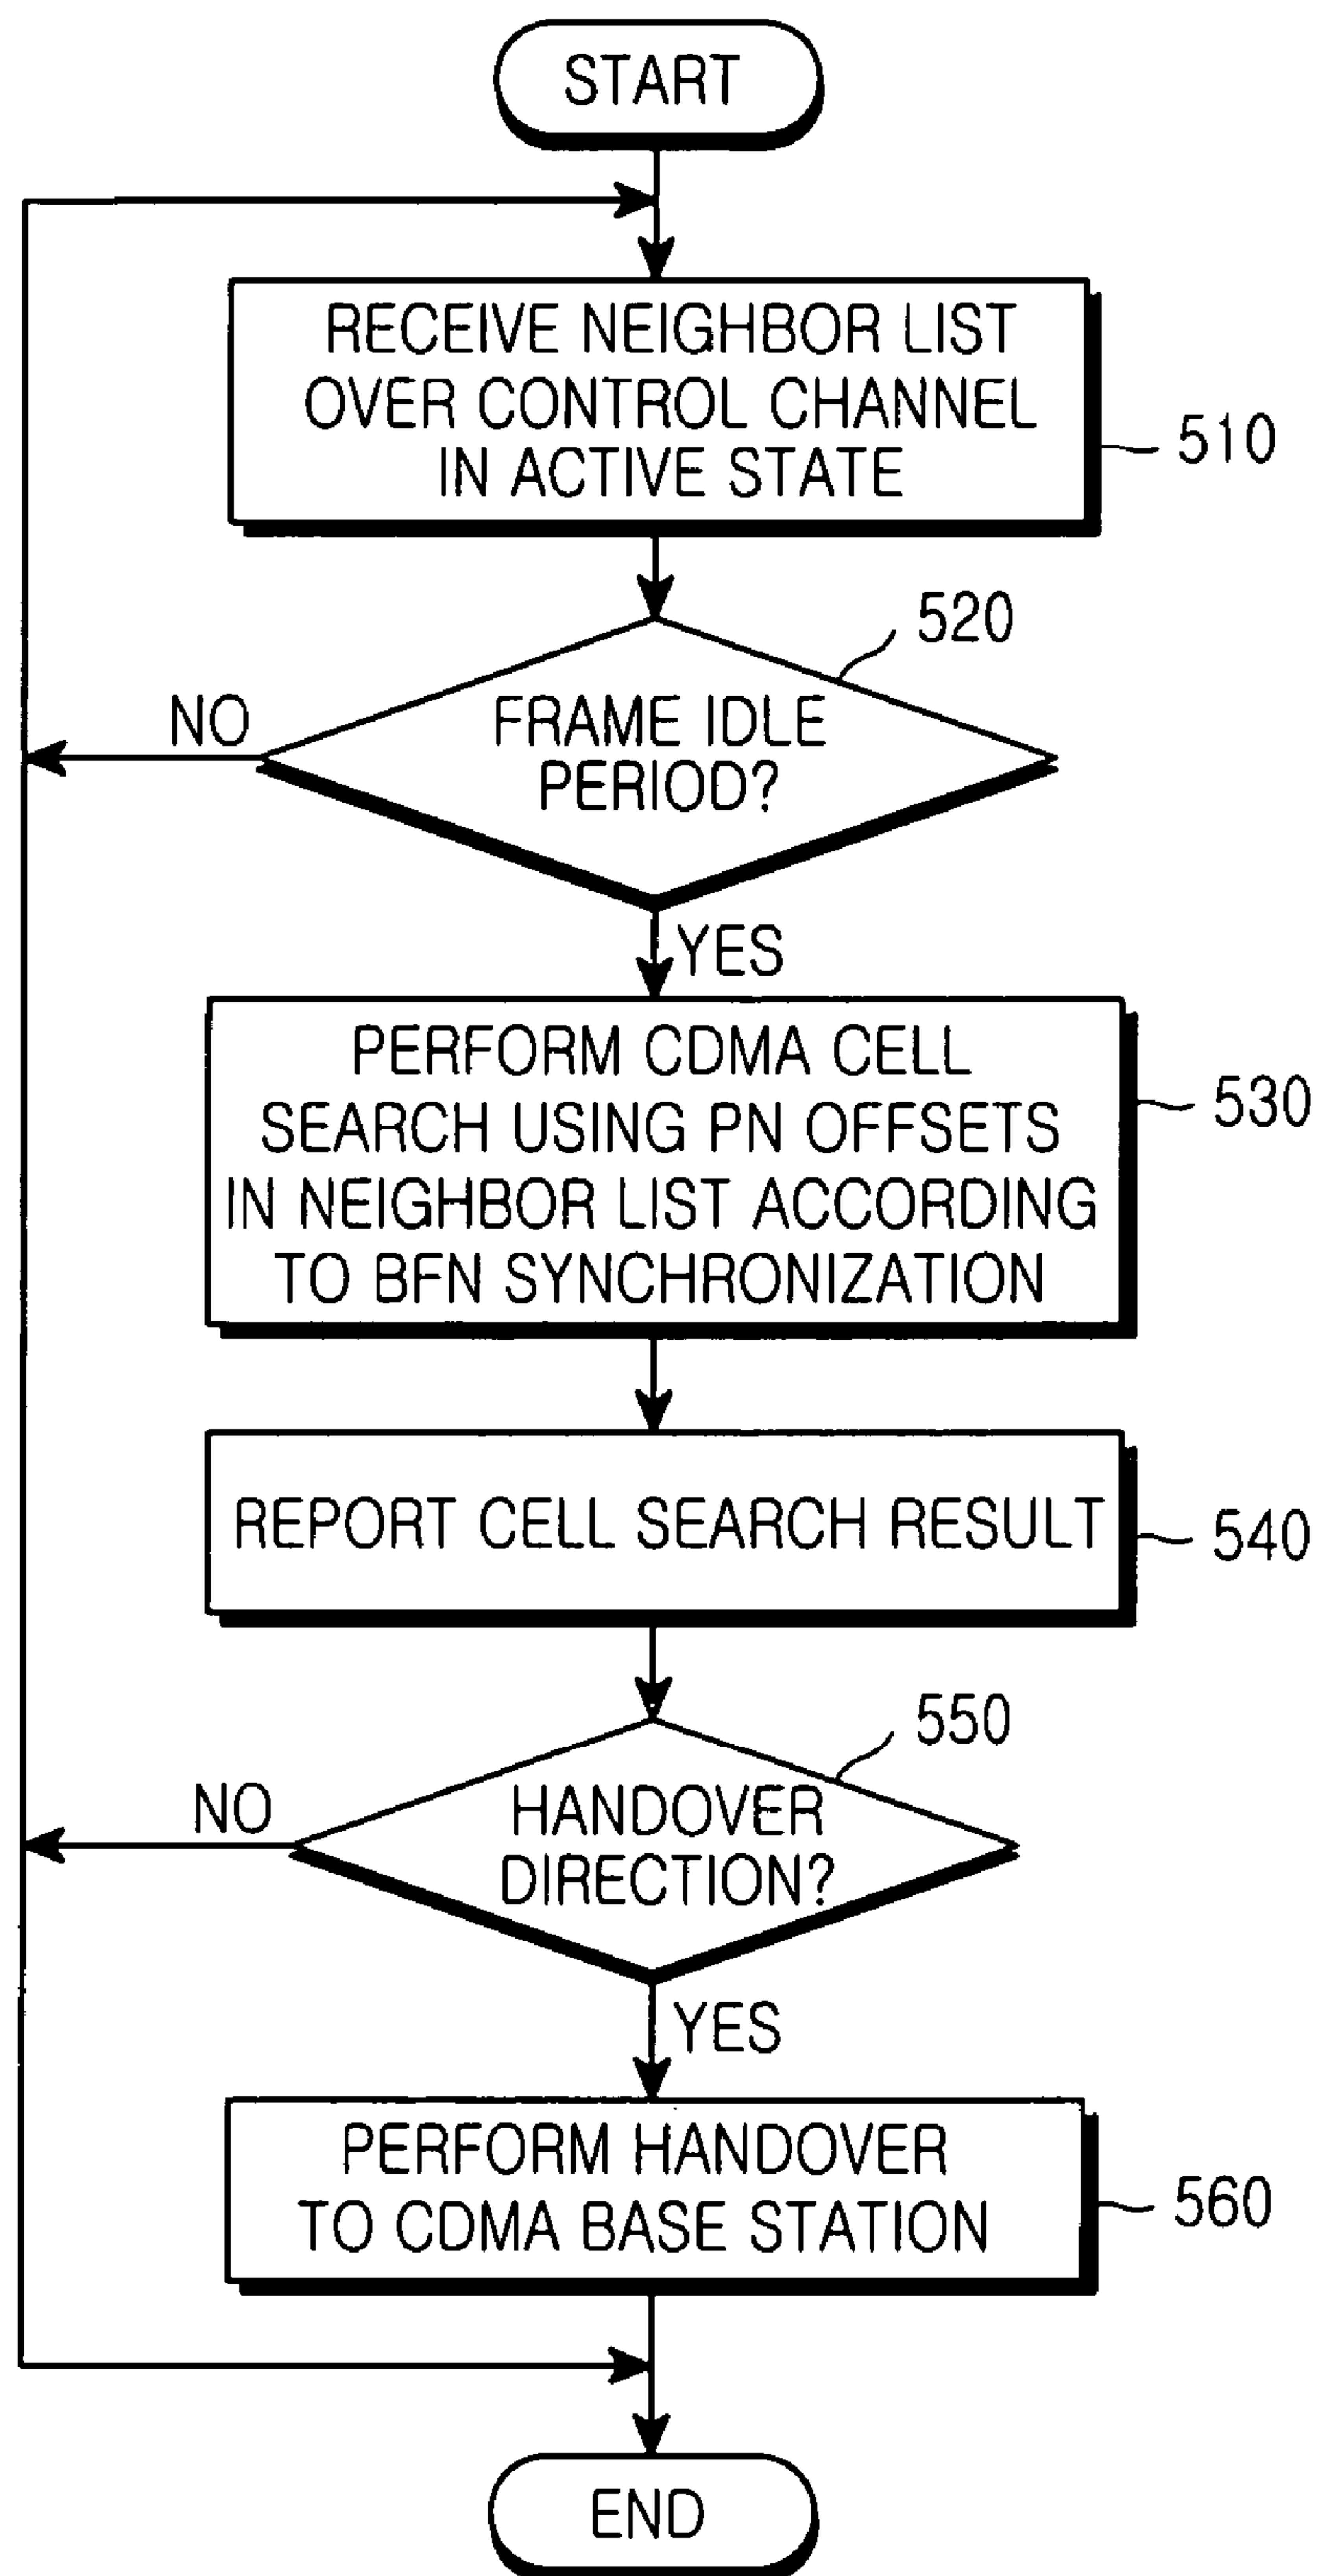 START
RECEIVE NEIGHBOR LIST
OVER CONTROL CHANNEL
IN ACTIVE STATE
510
520
FRAME IDLE
PERIOD?
NO
YES
PERFORM CDMA CELL
SEARCH USING PN OFFSETS
IN NEIGHBOR LIST ACCORDING
TO BFN SYNCHRONIZATION
530
REPORT CELL SEARCH RESULT
540
550
HANDOVER
DIRECTION?
NO
YES
PERFORM HANDOVER
TO CDMA BASE STATION
560
END